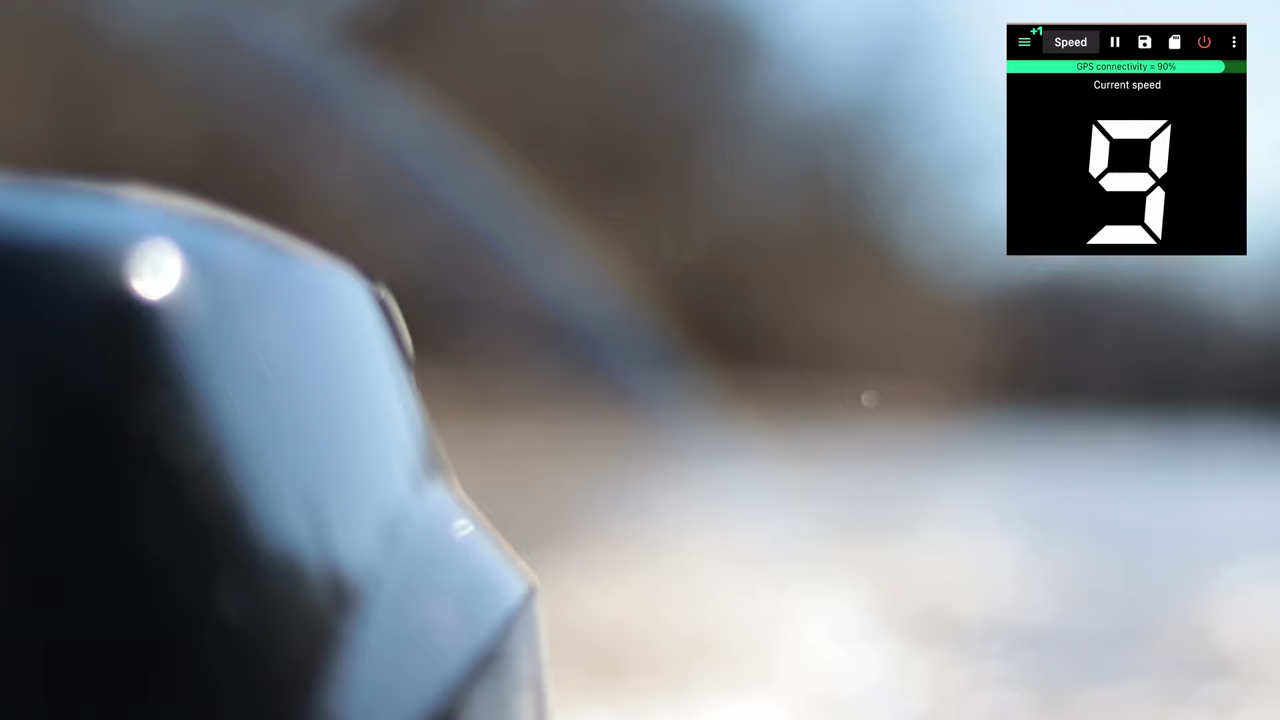 +1
Speed
GPS connectivity = 90%
Current speed
9